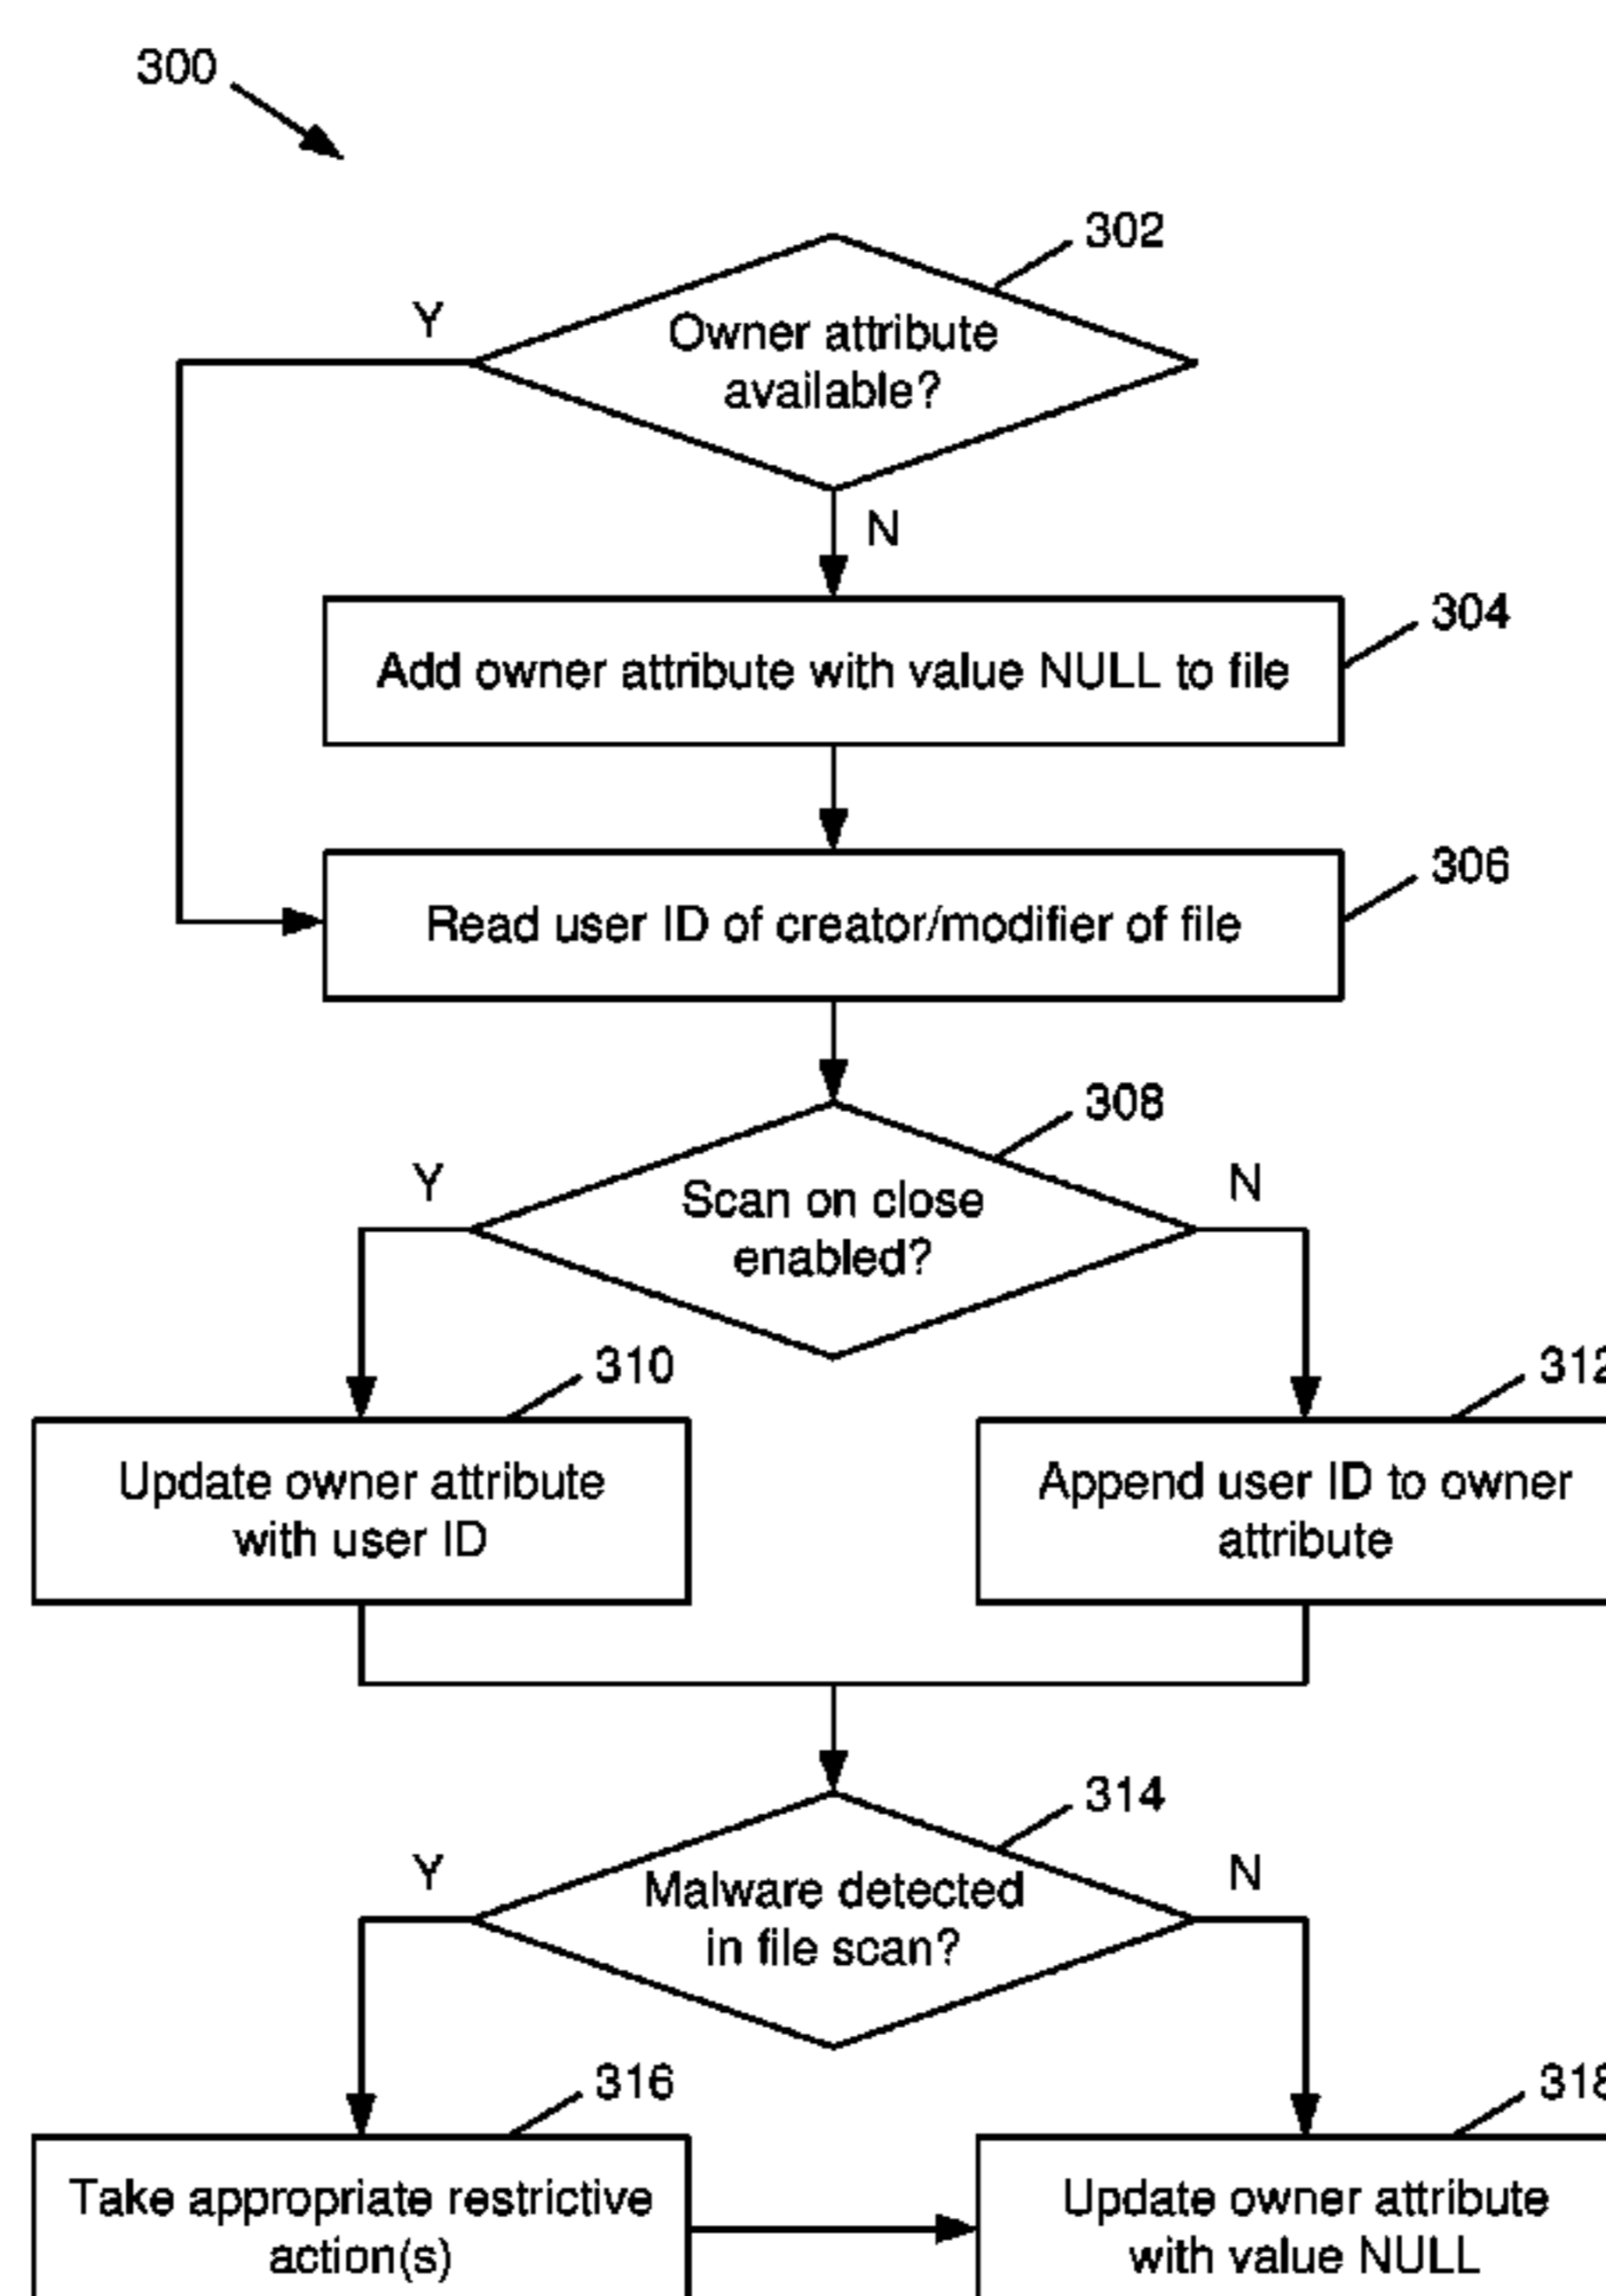 300
302
Y
Owner attribute
available?
N
304
Add owner attribute with value NULL to file
306
Read user ID of creator/modifier of file
308
Y
N
Scan on close
enabled?
310
312
Update owner attribute
with user ID
Append user ID to owner
attribute
314
Y
N
Malware detected
in file scan?
316
318
Take appropriate restrictive
action(s)
Update owner attribute
with value NULL